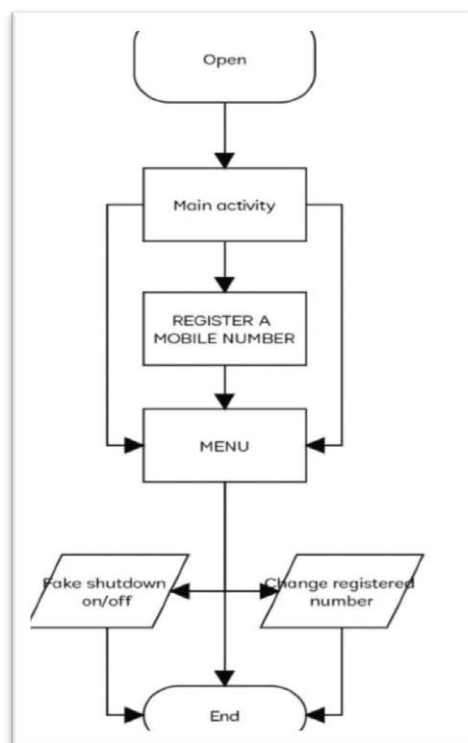 Open
Main activity
REGISTER A
MOBILE NUMBER
MENU
Fake shutdown
on/off
Change registered
number
End